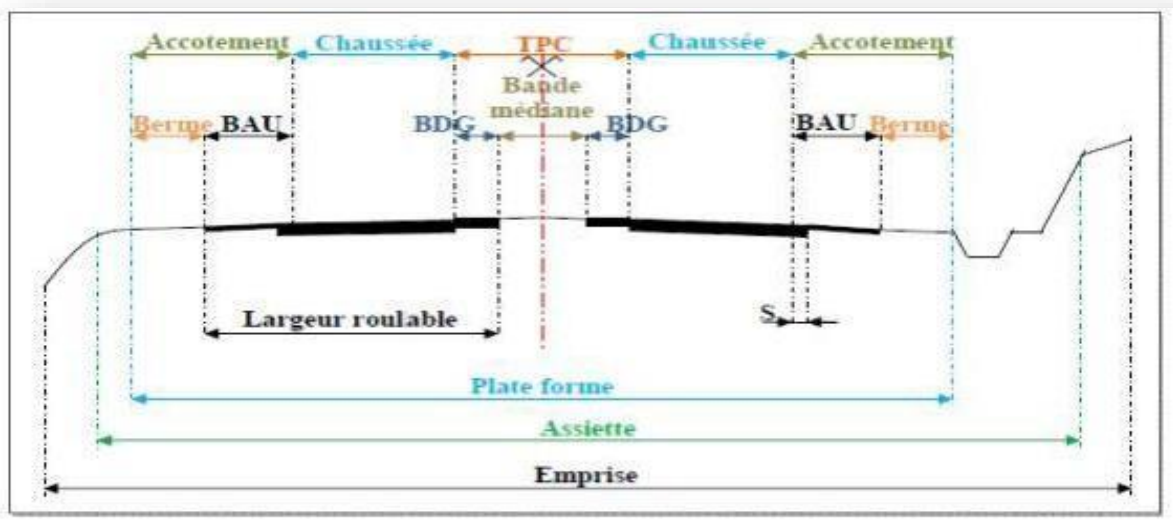 Accotement Chaussée TPC Chaussée Accotement
Bande
médiane
Berme BAU BDG BDG BAU Berme
Largeur roulable S
Plate forme
Assiette
Emprise